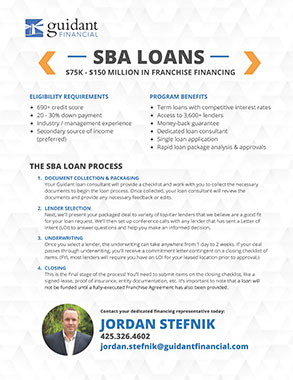 guidant
FINANCIAL
SBA LOANS
$75K - $150 MILLION IN FRANCHISE FINANCING
ELIGIBILITY REQUIREMENTS
• 690+ credit score
• 20 - 30% down payment
• Industry / management experience
• Secondary source of income
(preferred)
PROGRAM BENEFITS
• Term loans with competitive interest rates
• Access to 3,600+ lenders
• Money-back guarantee
• Dedicated loan consultant
• Single loan application
• Rapid loan package analysis & approvals
THE SBA LOAN PROCESS
1. DOCUMENT COLLECTION & PACKAGING
Your Guidant loan consultant will provide a checklist and work with you to collect the necessary
documents to begin the loan process. Once collected, your loan consultant will review the
documents and provide any necessary feedback or edits.
2. LENDER SELECTION
Next, we'll present your packaged deal to variety of top-tier lenders that we believe are a good fit
for your loan request. We'll then set up conference calls with any lender that has sent a Letter of
Intent (LOI) to answer questions and help you make an informed decision.
3. UNDERWRITING
Once you select a lender, the underwriting can take anywhere from 1 day to 2 weeks. If your deal
passes through underwriting, you'll receive a commitment letter contingent on a closing checklist of
items. (FYI, most lenders will require you have an LOI for your leased location prior to approval.)
4. CLOSING
This is the final stage of the process! You'll need to submit items on the closing checklist, like a
signed lease, proof of insurance, entity documentation, etc. It's important to note that a loan will
not be funded until a fully-executed Franchise Agreement has also been provided.
Contact your dedicated financing representative today:
JORDAN STEFNIK
425.326.4602
jordan.stefnik@guidantfinancial.com